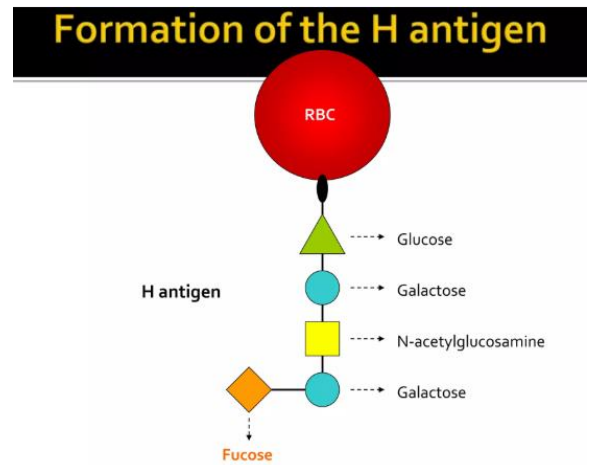 Formation of the H antigen
RBC
Glucose
H antigen
Galactose
N-acetylglucosamine
Galactose
Fucose